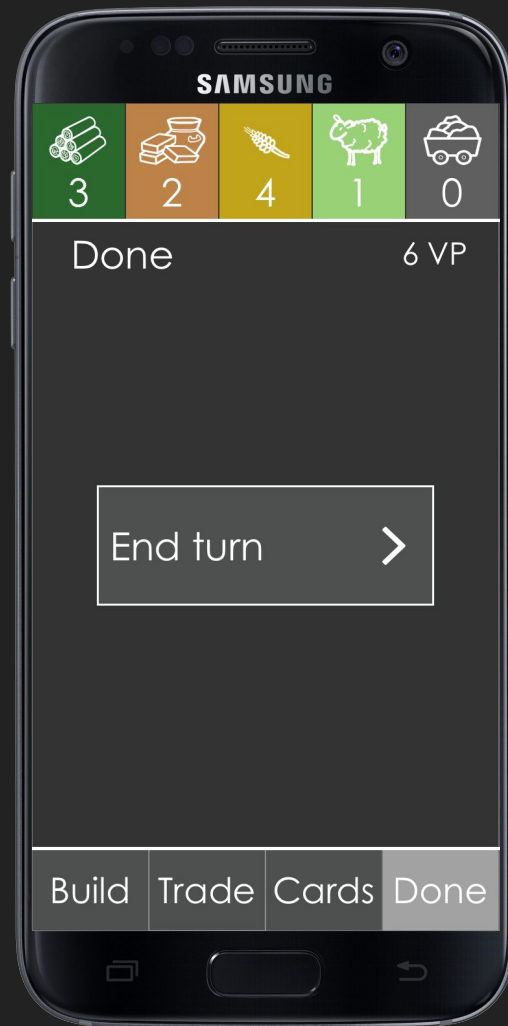 SAMSUNG
3 2 4 1 0
Done 6 VP
End turn
Build Trade Cards Done